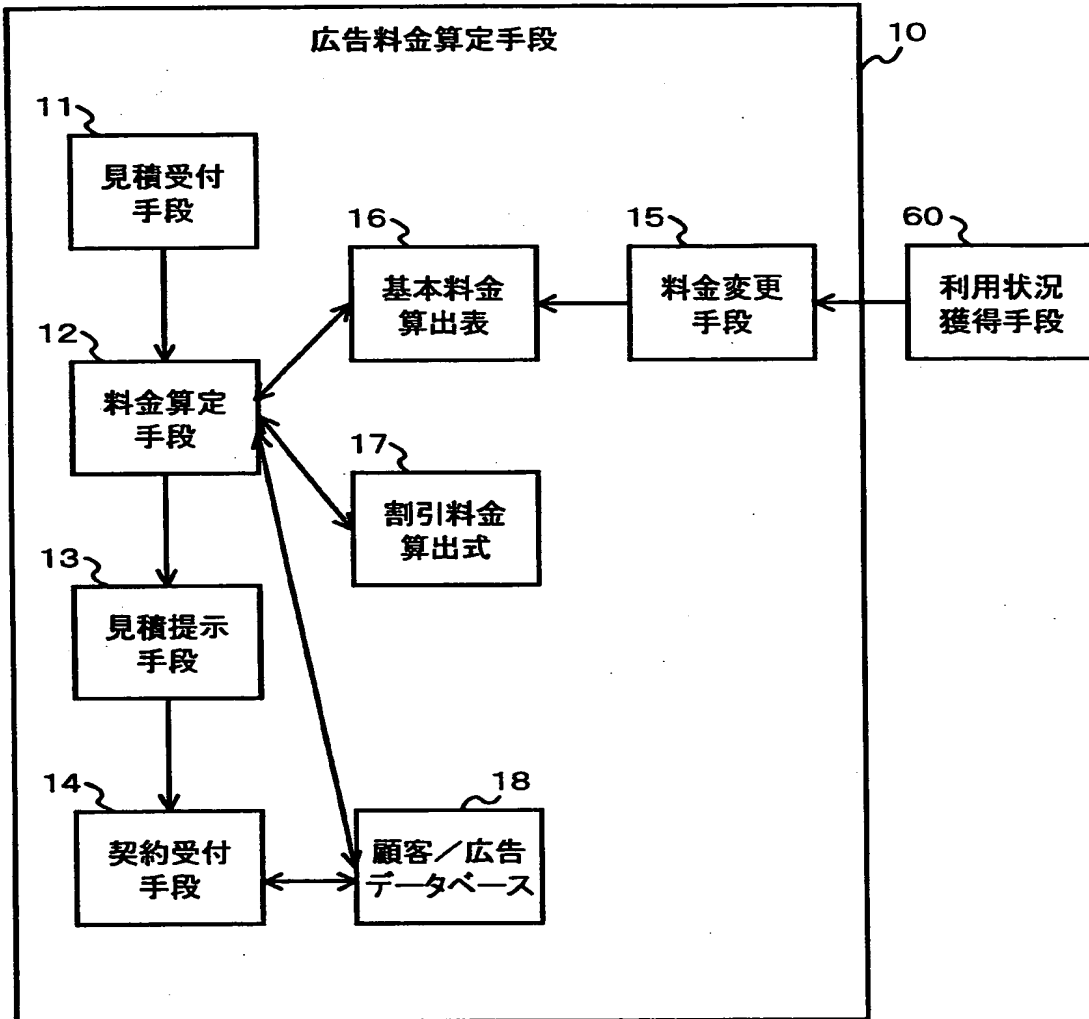 広告料金算定手段
10
11
見積受付
手段
16
基本料金
算出表
15
料金変更
手段
60
利用状況
獲得手段
12
料金算定
手段
17
割引料金
算出式
13
見積提示
手段
14
契約受付
手段
18
顧客／広告
データベース